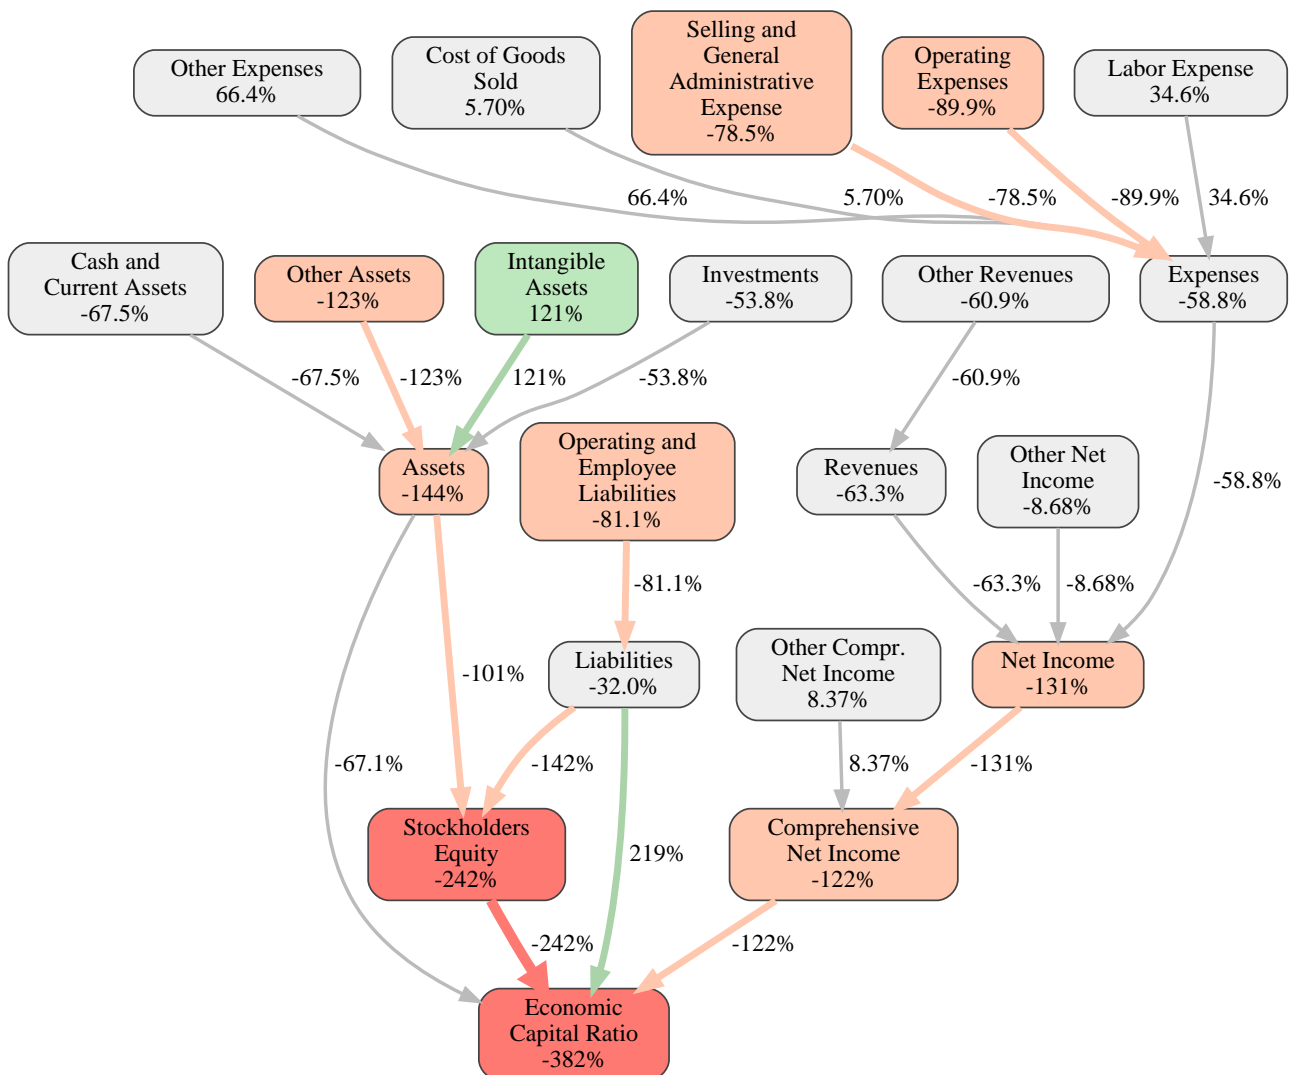 Other Expenses
66.4%
Cost of Goods
Sold
5.70%
Selling and
General
Administrative
Expense
-78.5%
Operating
Expenses
-89.9%
Labor Expense
34.6%
66.4%
5.70%
-78.5%
-89.9%
34.6%
Cash and
Current Assets
-67.5%
Other Assets
-123%
Intangible
Assets
121%
Investments
-53.8%
Other Revenues
-60.9%
Expenses
-58.8%
-67.5%
-123%
121%
-53.8%
-60.9%
-58.8%
Assets
-144%
Operating and
Employee
Liabilities
-81.1%
Revenues
-63.3%
Other Net
Income
-8.68%
-81.1%
-63.3%
-8.68%
-101%
Liabilities
-32.0%
Other Compr.
Net Income
8.37%
Net Income
-131%
-67.1%
-142%
8.37%
-131%
Stockholders
Equity
-242%
219%
Comprehensive
Net Income
-122%
-242%
-122%
Economic
Capital Ratio
-382%